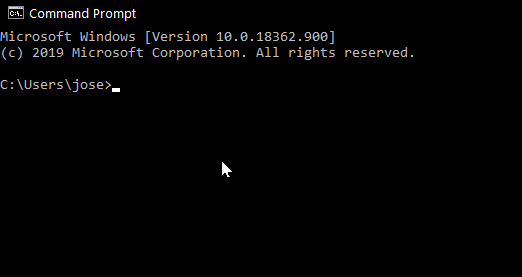 Command Prompt
Microsoft Windows [Version 10.0.18362.900]
(c) 2019 Microsoft Corporation. All rights reserved.
C:\Users\jose>